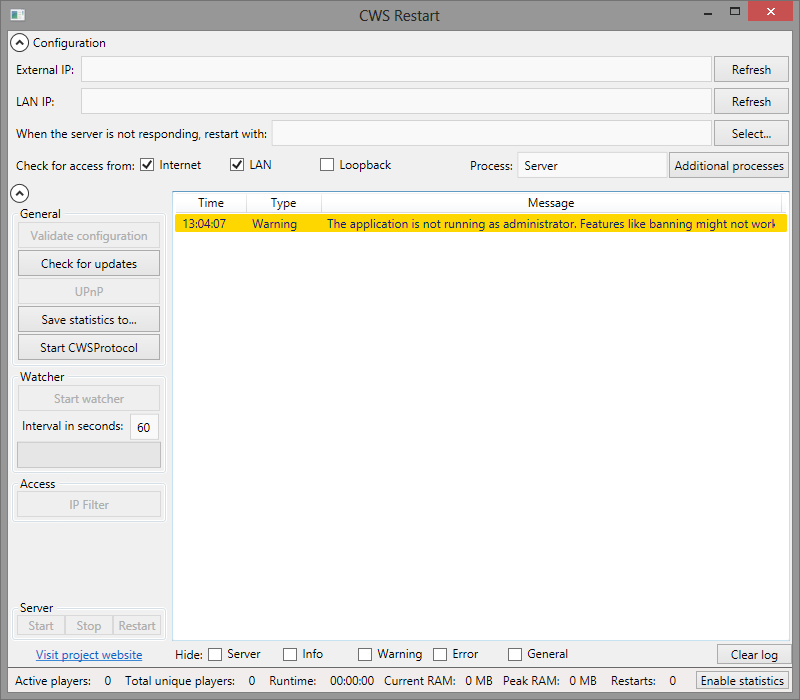 CWS Restart
Configuration
External IP: Refresh
LAN IP: Refresh
When the server is not responding, restart with: Select...
Check for access from: Internet LAN Loopback Process: Server Additional processes
General
Validate configuration
Check for updates
UPnP
Save statistics to...
Start CWSProtocol
Watcher
Start watcher
Interval in seconds: 60
Access
IP Filter
Server
Start Stop Restart
Visit project website
Time Type Message
13:04:07 Warning The application is not running as administrator. Features like banning might not work
Hide: Server Info Warning Error General Clear log
Active players: 0 Total unique players: 0 Runtime: 00:00:00 Current RAM: 0 MB Peak RAM: 0 MB Restarts: 0 Enable statistics